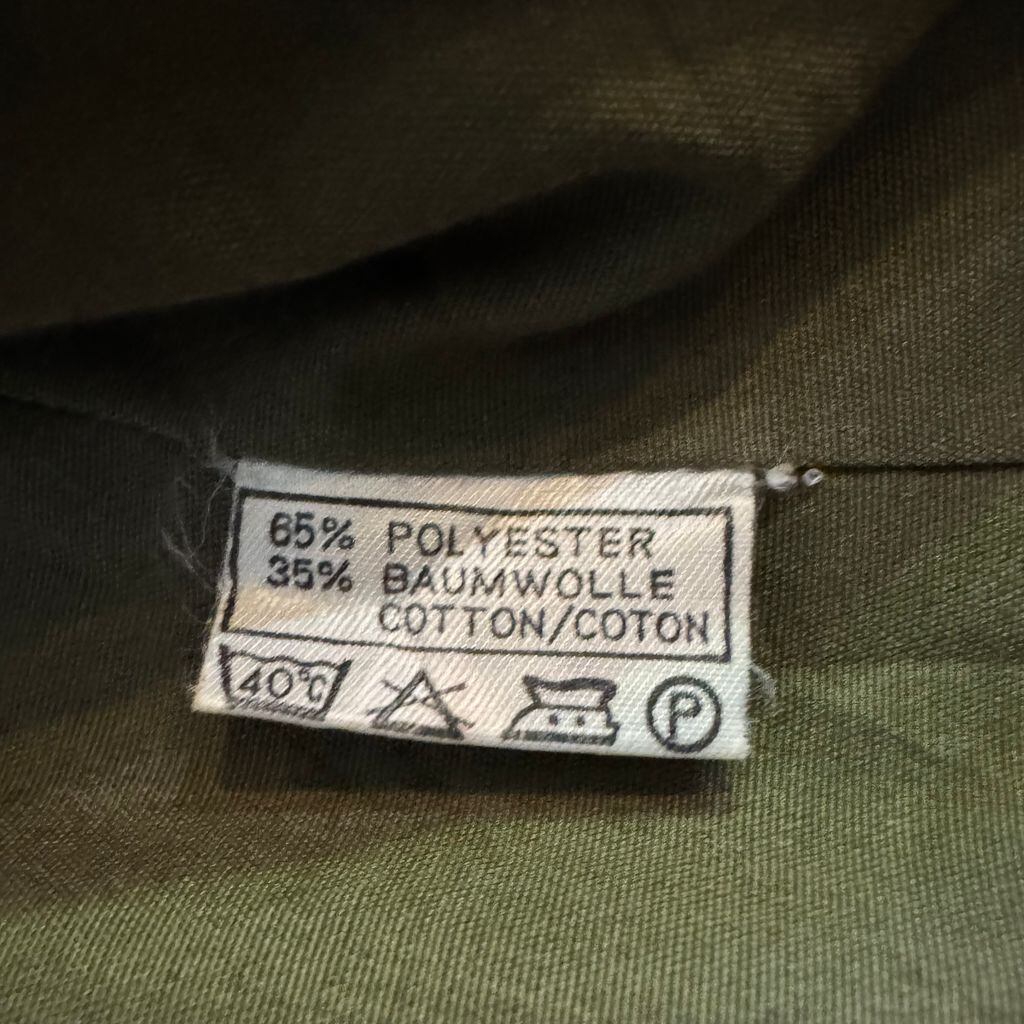 65% POLYESTER
35% BAUMWOLLE
COTTON/COTON
40°C
P